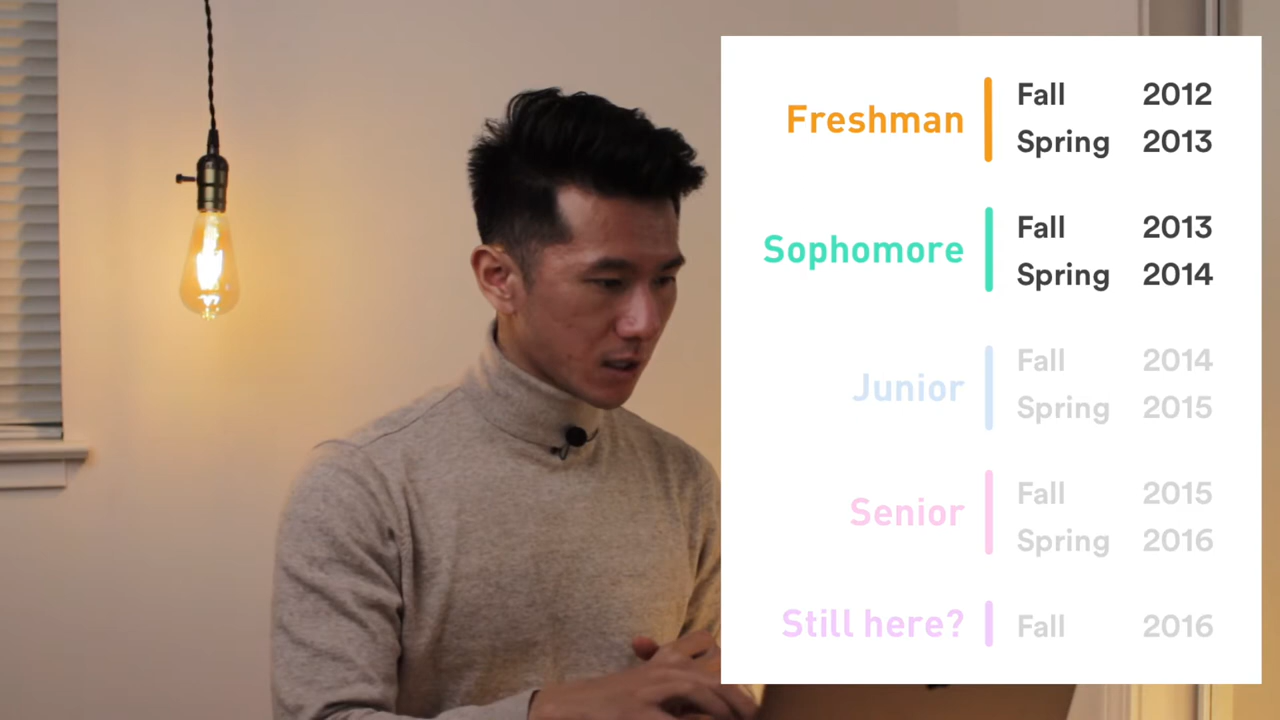 Freshman
Fall 2012
Spring 2013
Sophomore
Fall 2013
Spring 2014
Junior
Fall 2014
Spring 2015
Senior
Fall 2015
Spring 2016
Still here?
Fall 2016